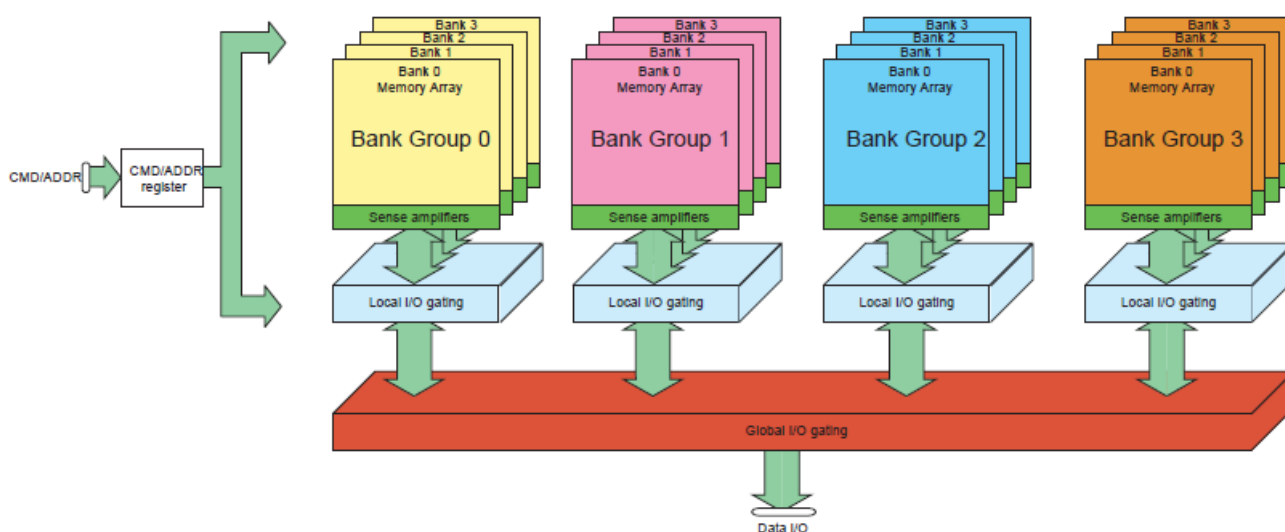 Bank 3
Bank 2
Bank 1
Bank 0
Memory Array
Bank Group 0
Sense amplifiers
Bank 3
Bank 2
Bank 1
Bank 0
Memory Array
Bank Group 1
Sense amplifiers
Bank 3
Bank 2
Bank 1
Bank 0
Memory Array
Bank Group 2
Sense amplifiers
Bank 3
Bank 2
Bank 1
Bank 0
Memory Array
Bank Group 3
Sense amplifiers
CMD/ADDR
CMD/ADDR
register
Local I/O gating
Local I/O gating
Local I/O gating
Local I/O gating
Global I/O gating
Data I/O